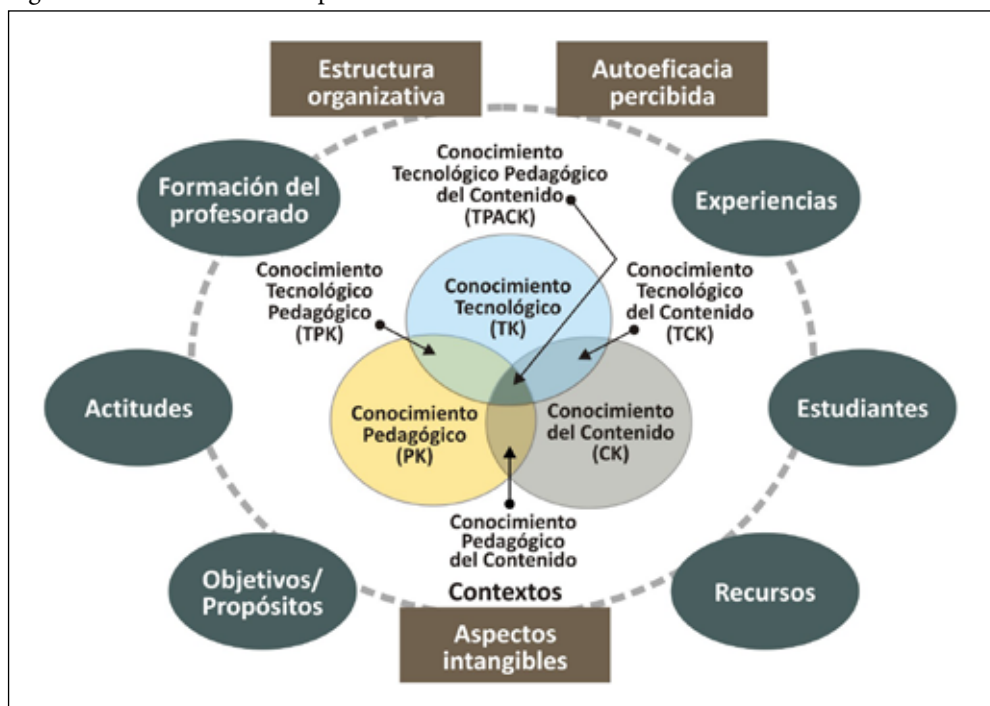 Estructura
organizativa
Autoeficacia
percibida
Conocimiento
Tecnológico Pedagógico
del Contenido
(TPACK)
Formación del
profesorado
Experiencias
Conocimiento
Tecnológico
Pedagógico
(TPK)
Conocimiento
Tecnológico
(TK)
Conocimiento
Tecnológico
del Contenido
(TCK)
Actitudes
Conocimiento
Pedagógico
(PK)
Conocimiento
del Contenido
(CK)
Estudiantes
Conocimiento
Pedagógico
del Contenido
Objetivos/
Propósitos
Contextos
Recursos
Aspectos
intangibles